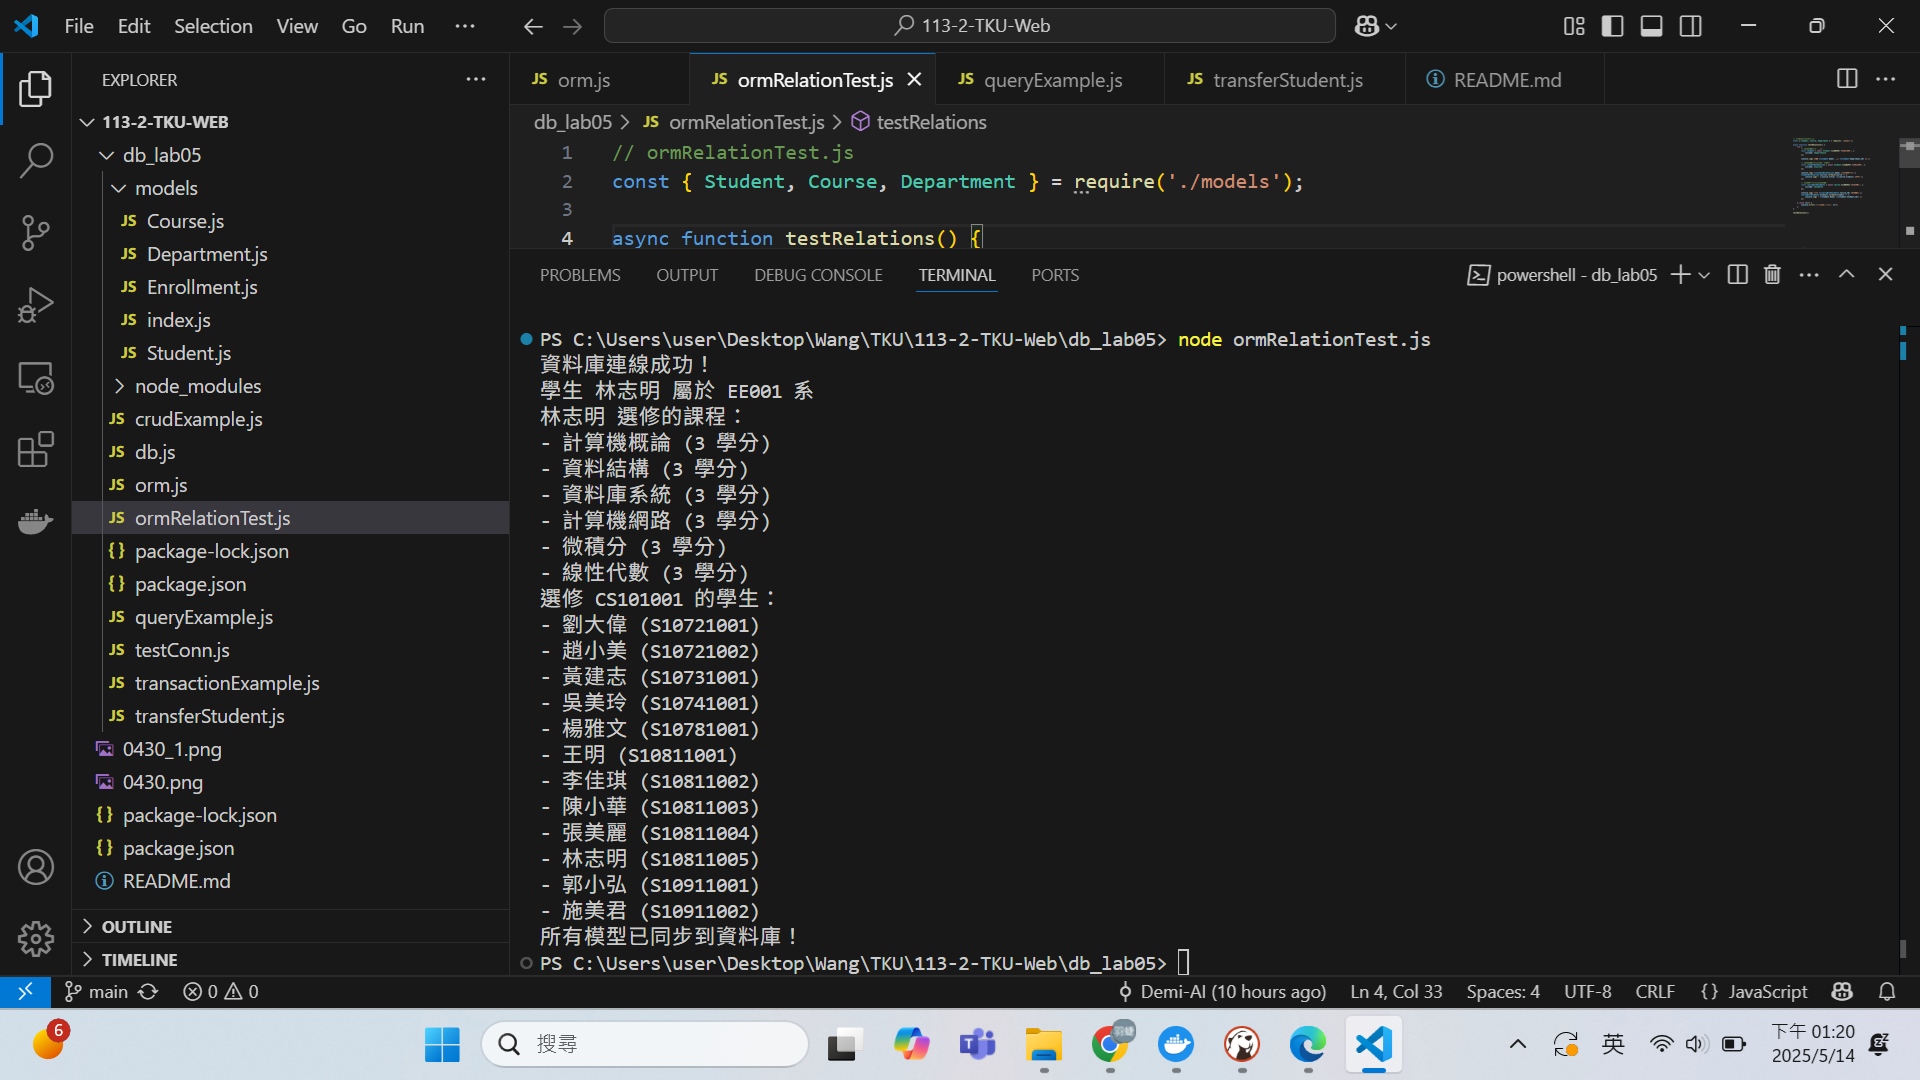 File Edit Selection View Go Run ···
113-2-TKU-Web
EXPLORER ···
113-2-TKU-WEB
db_lab05
models
JS Course.js
JS Department.js
JS Enrollment.js
JS index.js
JS Student.js
node_modules
JS crudExample.js
JS db.js
JS orm.js
JS ormRelationTest.js
{} package-lock.json
{} package.json
JS queryExample.js
JS testConn.js
JS transactionExample.js
JS transferStudent.js
0430_1.png
0430.png
{} package-lock.json
{} package.json
README.md
OUTLINE
TIMELINE
JS orm.js JS ormRelationTest.js JS queryExample.js JS transferStudent.js README.md
db_lab05 > JS ormRelationTest.js > testRelations
1 // ormRelationTest.js
2 const { Student, Course, Department } = require('./models');
3
4 async function testRelations() {
PROBLEMS OUTPUT DEBUG CONSOLE TERMINAL PORTS
powershell - db_lab05
PS C:\Users\user\Desktop\Wang\TKU\113-2-TKU-Web\db_lab05> node ormRelationTest.js
資料庫連線成功！
學生 林志明 屬於 EE001 系
林志明 選修的課程：
- 計算機概論 (3 學分)
- 資料結構 (3 學分)
- 資料庫系統 (3 學分)
- 計算機網路 (3 學分)
- 微積分 (3 學分)
- 線性代數 (3 學分)
選修 CS101001 的學生：
- 劉大偉 (S10721001)
- 趙小美 (S10721002)
- 黃建志 (S10731001)
- 吳美玲 (S10741001)
- 楊雅文 (S10781001)
- 王明 (S10811001)
- 李佳琪 (S10811002)
- 陳小華 (S10811003)
- 張美麗 (S10811004)
- 林志明 (S10811005)
- 郭小弘 (S10911001)
- 施美君 (S10911002)
所有模型已同步到資料庫！
PS C:\Users\user\Desktop\Wang\TKU\113-2-TKU-Web\db_lab05>
main 0 0 Demi-AI (10 hours ago) Ln 4, Col 33 Spaces: 4 UTF-8 CRLF {} JavaScript
6
搜尋
英
下午 01:20
2025/5/14